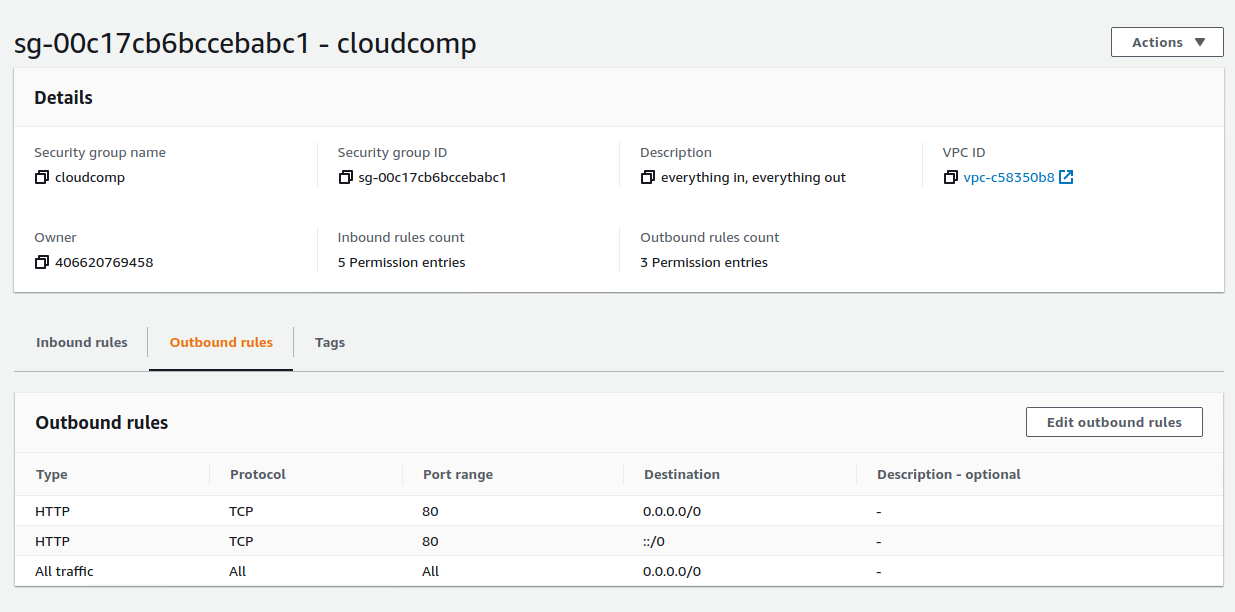 sg-00c17cb6bccebabc1 - cloudcomp
Actions
Details
Security group name
Security group ID
Description
VPC ID
cloudcomp
sg-00c17cb6bccebabc1
everything in, everything out
vpc-c58350b8
Owner
Inbound rules count
Outbound rules count
406620769458
5 Permission entries
3 Permission entries
Inbound rules
Outbound rules
Tags
Outbound rules
Edit outbound rules
Type Protocol Port range Destination Description - optional
HTTP TCP 80 0.0.0.0/0 -
HTTP TCP 80 ::/0 -
All traffic All All 0.0.0.0/0 -